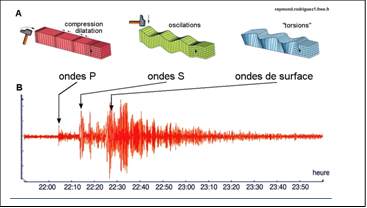 raymond.rodriguez1.free.fr
A
compression
dilatation
oscilations
"torsions"
ondes P
ondes S
ondes de surface
B
heure
22:00 22:10 22:20 22:30 22:40 22:50 23:00 23:10 23:20 23:30 23:40 23:50